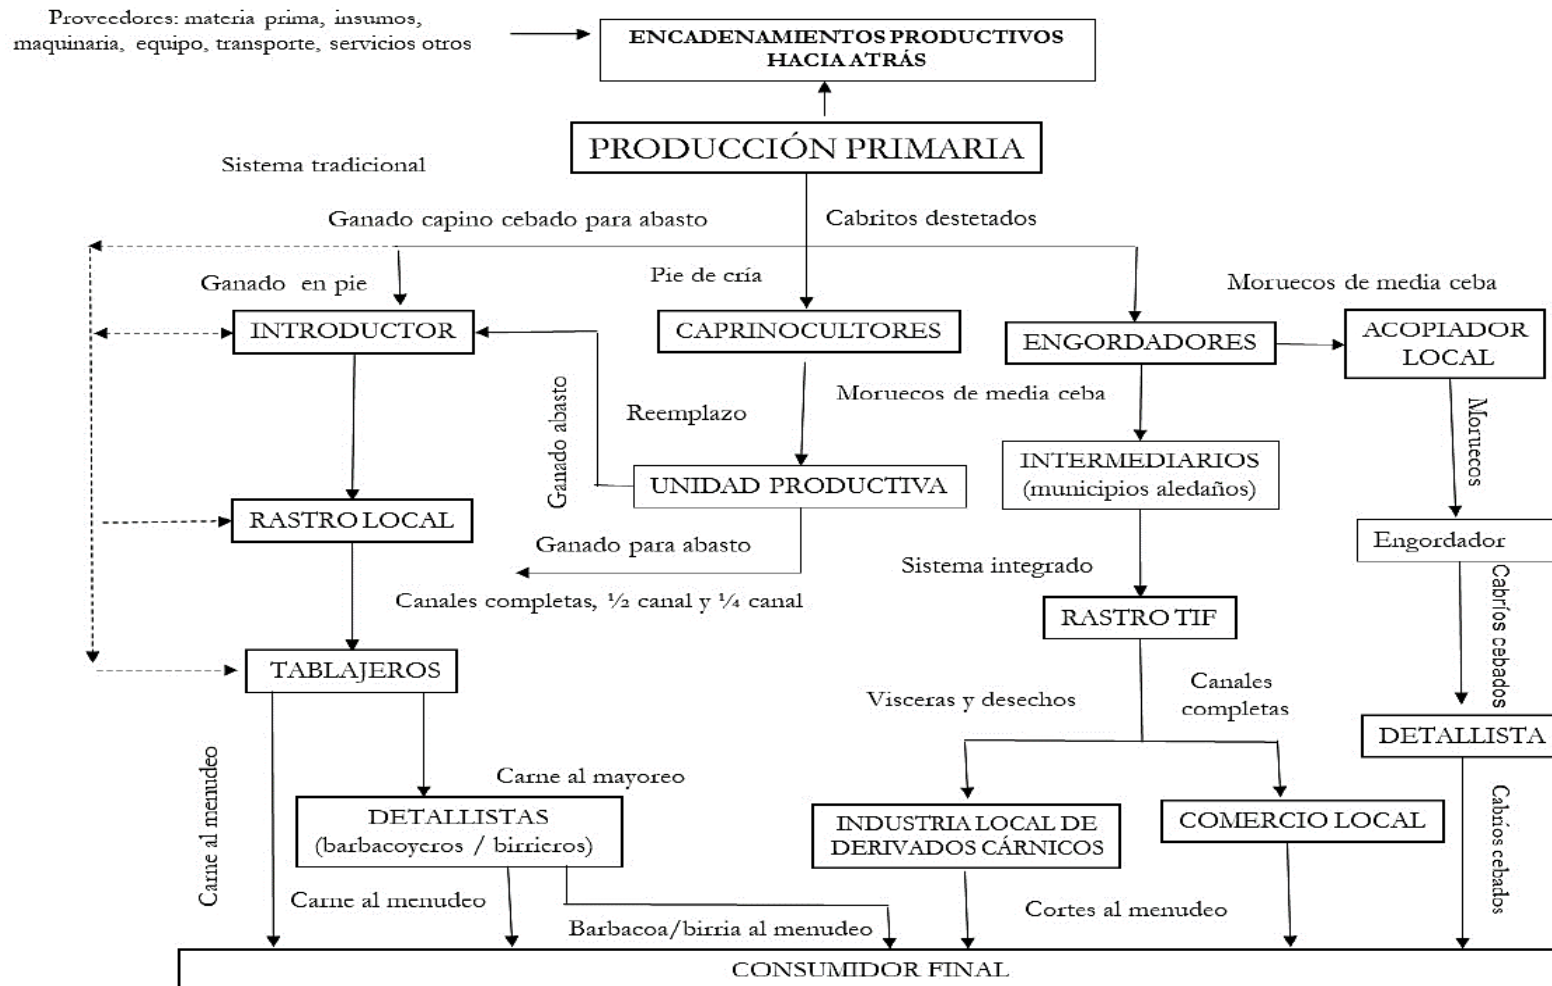 Proveedores: materia prima, insumos,
maquinaria, equipo, transporte, servicios otros
ENCADENAMIENTOS PRODUCTIVOS
HACIA ATRÁS
PRODUCCIÓN PRIMARIA
Sistema tradicional
Ganado capino cebado para abasto
Cabritos destetados
Ganado en pie
Pie de cría
Moruecos de media ceba
INTRODUCTOR
CAPRINOCULTORES
ENGORDADORES
ACOPIADOR
LOCAL
Ganado abasto
Reemplazo
Moruecos de media ceba
Moruecos
UNIDAD PRODUCTIVA
INTERMEDIARIOS
(municipios aledaños)
RASTRO LOCAL
Ganado para abasto
Engordador
Canales completas, ½ canal y ¼ canal
Sistema integrado
RASTRO TIF
Cabríos cebados
TABLAJEROS
Visceras y desechos
Canales
completas
DETALLISTA
Carne al menudeo
Carne al mayoreo
DETALLISTAS
(barbacoyeros / birrieros)
INDUSTRIA LOCAL DE
DERIVADOS CÁRNICOS
COMERCIO LOCAL
Cabríos cebados
Carne al menudeo
Barbacoa/birria al menudeo
Cortes al menudeo
CONSUMIDOR FINAL